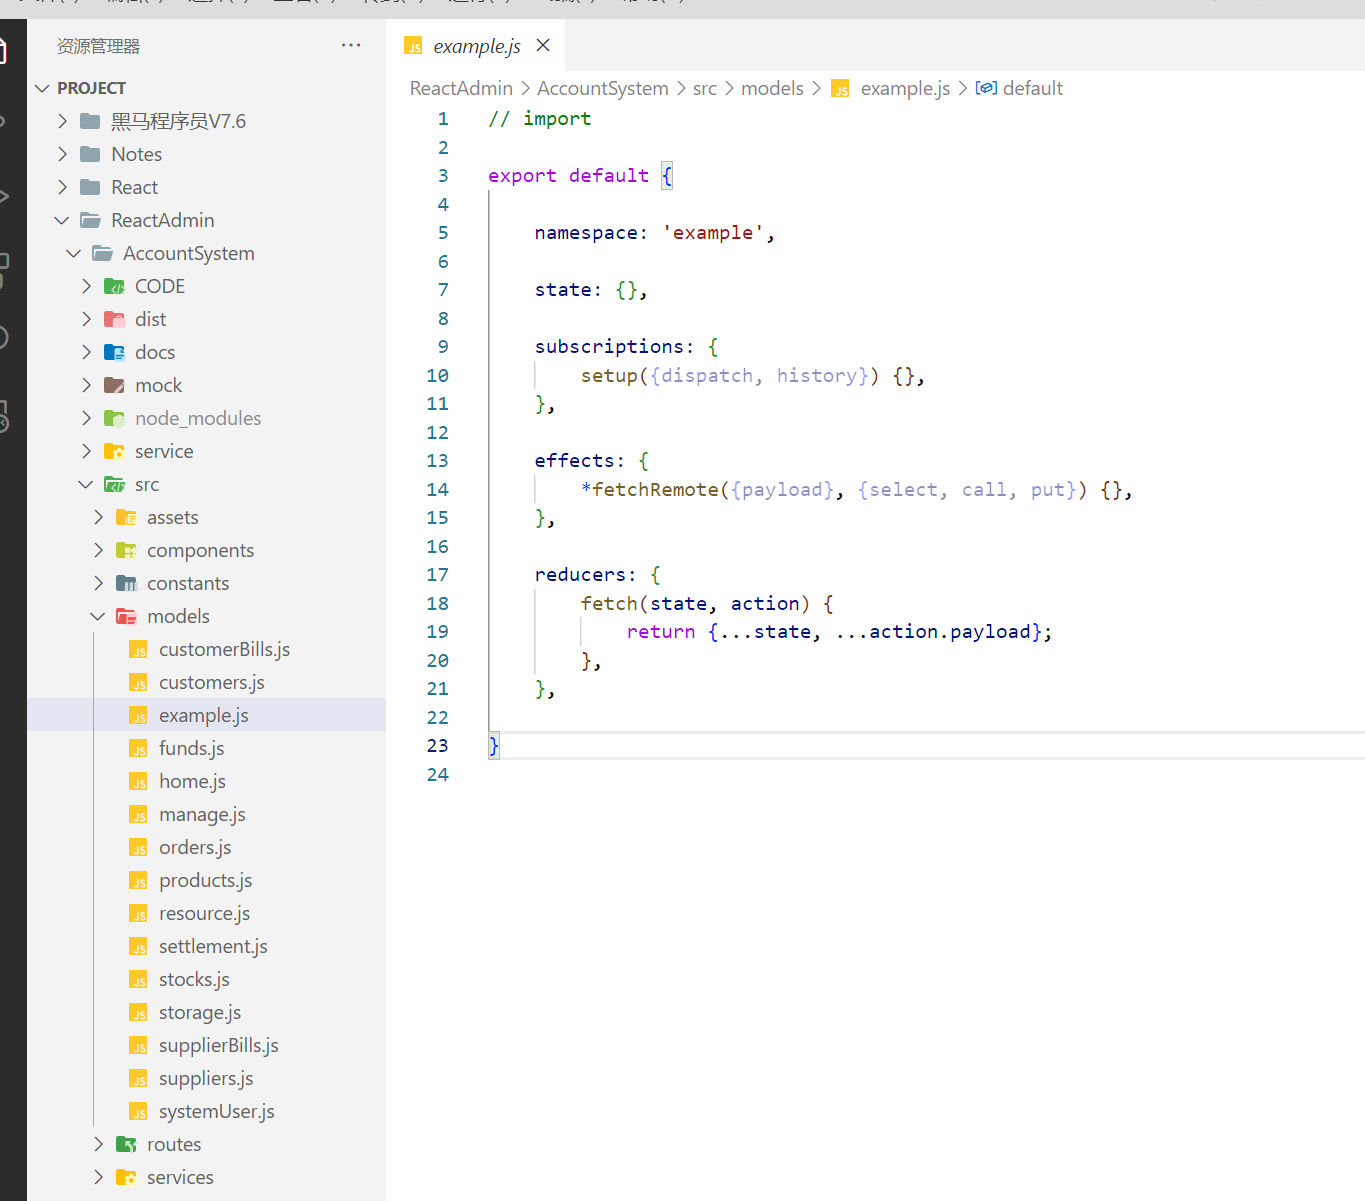 资源管理器 ···
PROJECT
黑马程序员V7.6
Notes
React
ReactAdmin
AccountSystem
CODE
dist
docs
mock
node_modules
service
src
assets
components
constants
models
customerBills.js
customers.js
example.js
funds.js
home.js
manage.js
orders.js
products.js
resource.js
settlement.js
stocks.js
storage.js
supplierBills.js
suppliers.js
systemUser.js
routes
services
JS example.js ×
ReactAdmin > AccountSystem > src > models > JS example.js > default
1 // import
2
3 export default {
4
5     namespace: 'example',
6
7     state: {},
8
9     subscriptions: {
10         setup({dispatch, history}) {},
11     },
12
13     effects: {
14         *fetchRemote({payload}, {select, call, put}) {},
15     },
16
17     reducers: {
18         fetch(state, action) {
19             return {...state, ...action.payload};
20         },
21     },
22
23 }
24